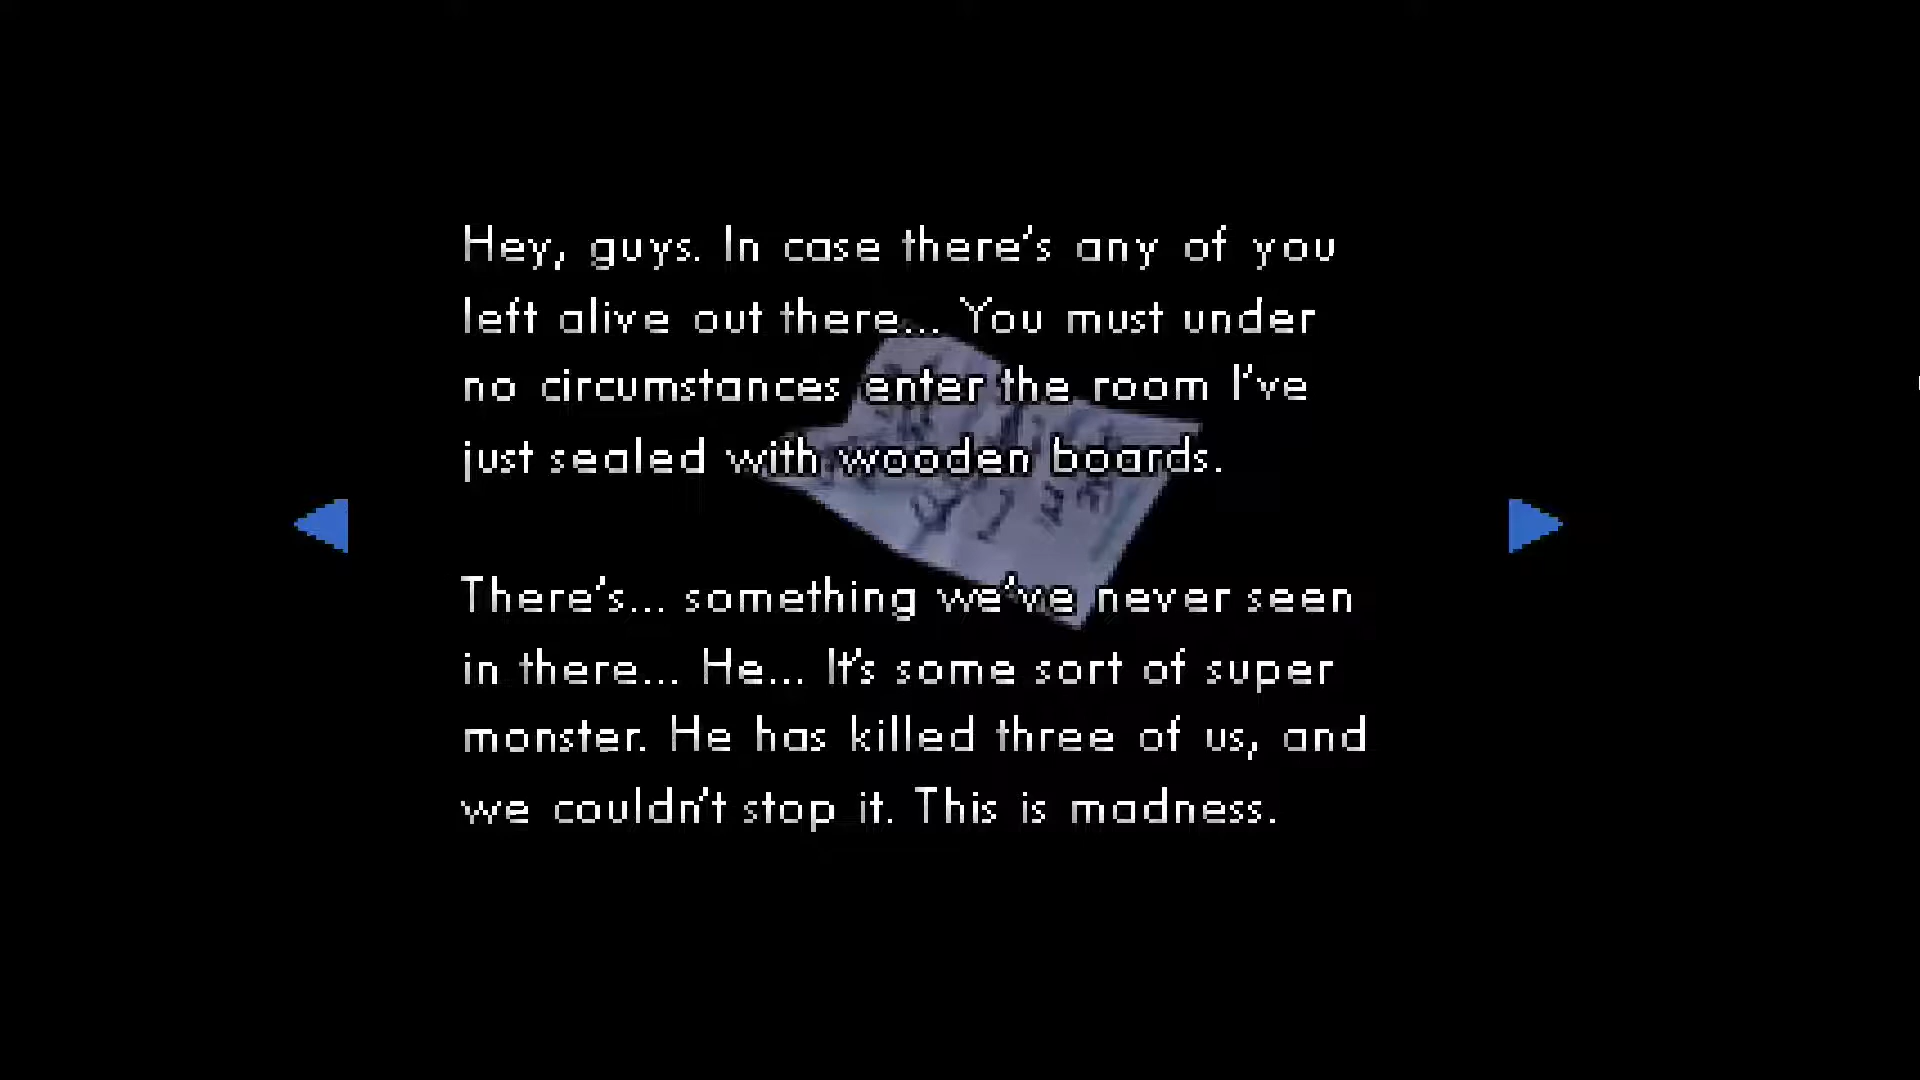 Hey, guys. In case there's any of you
left alive out there... You must under
no circumstances enter the room I've
just sealed with wooden boards.
There's... something we've never seen
in there... He... It's some sort of super
monster. He has killed three of us, and
we couldn't stop it. This is madness.